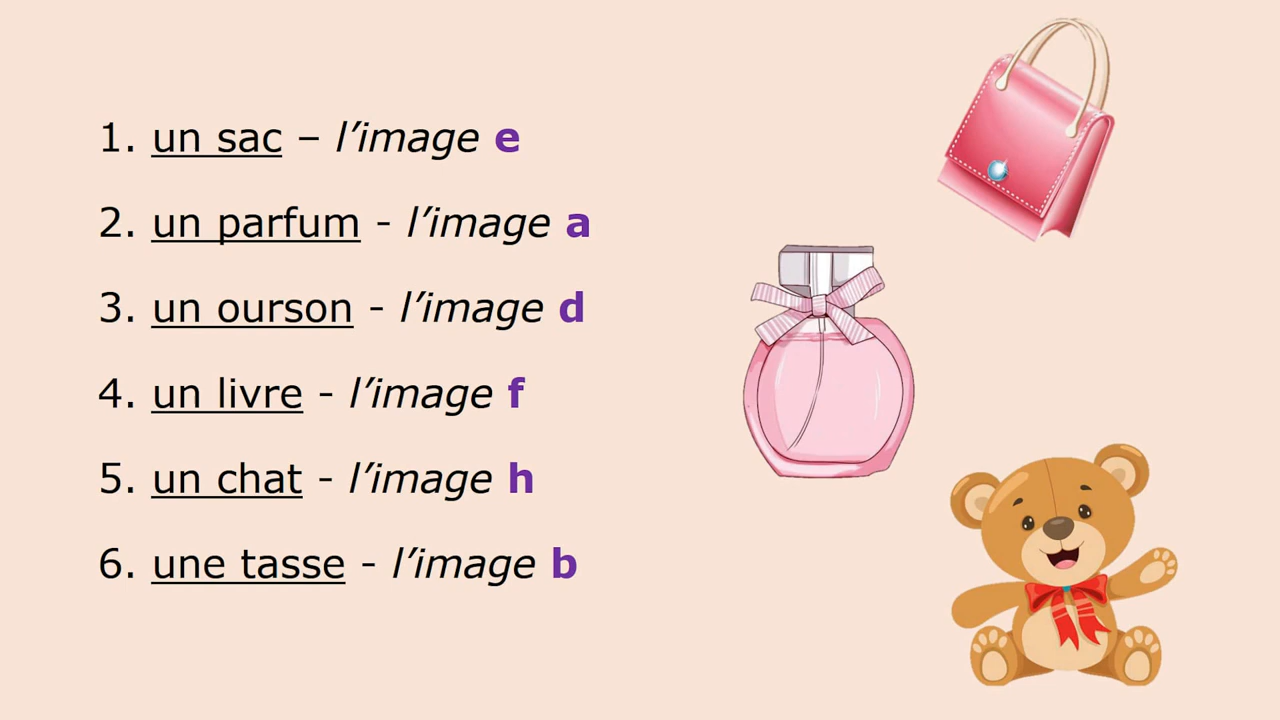 1. un sac – l’image e
2. un parfum - l’image a
3. un ourson - l’image d
4. un livre - l’image f
5. un chat - l’image h
6. une tasse - l’image b